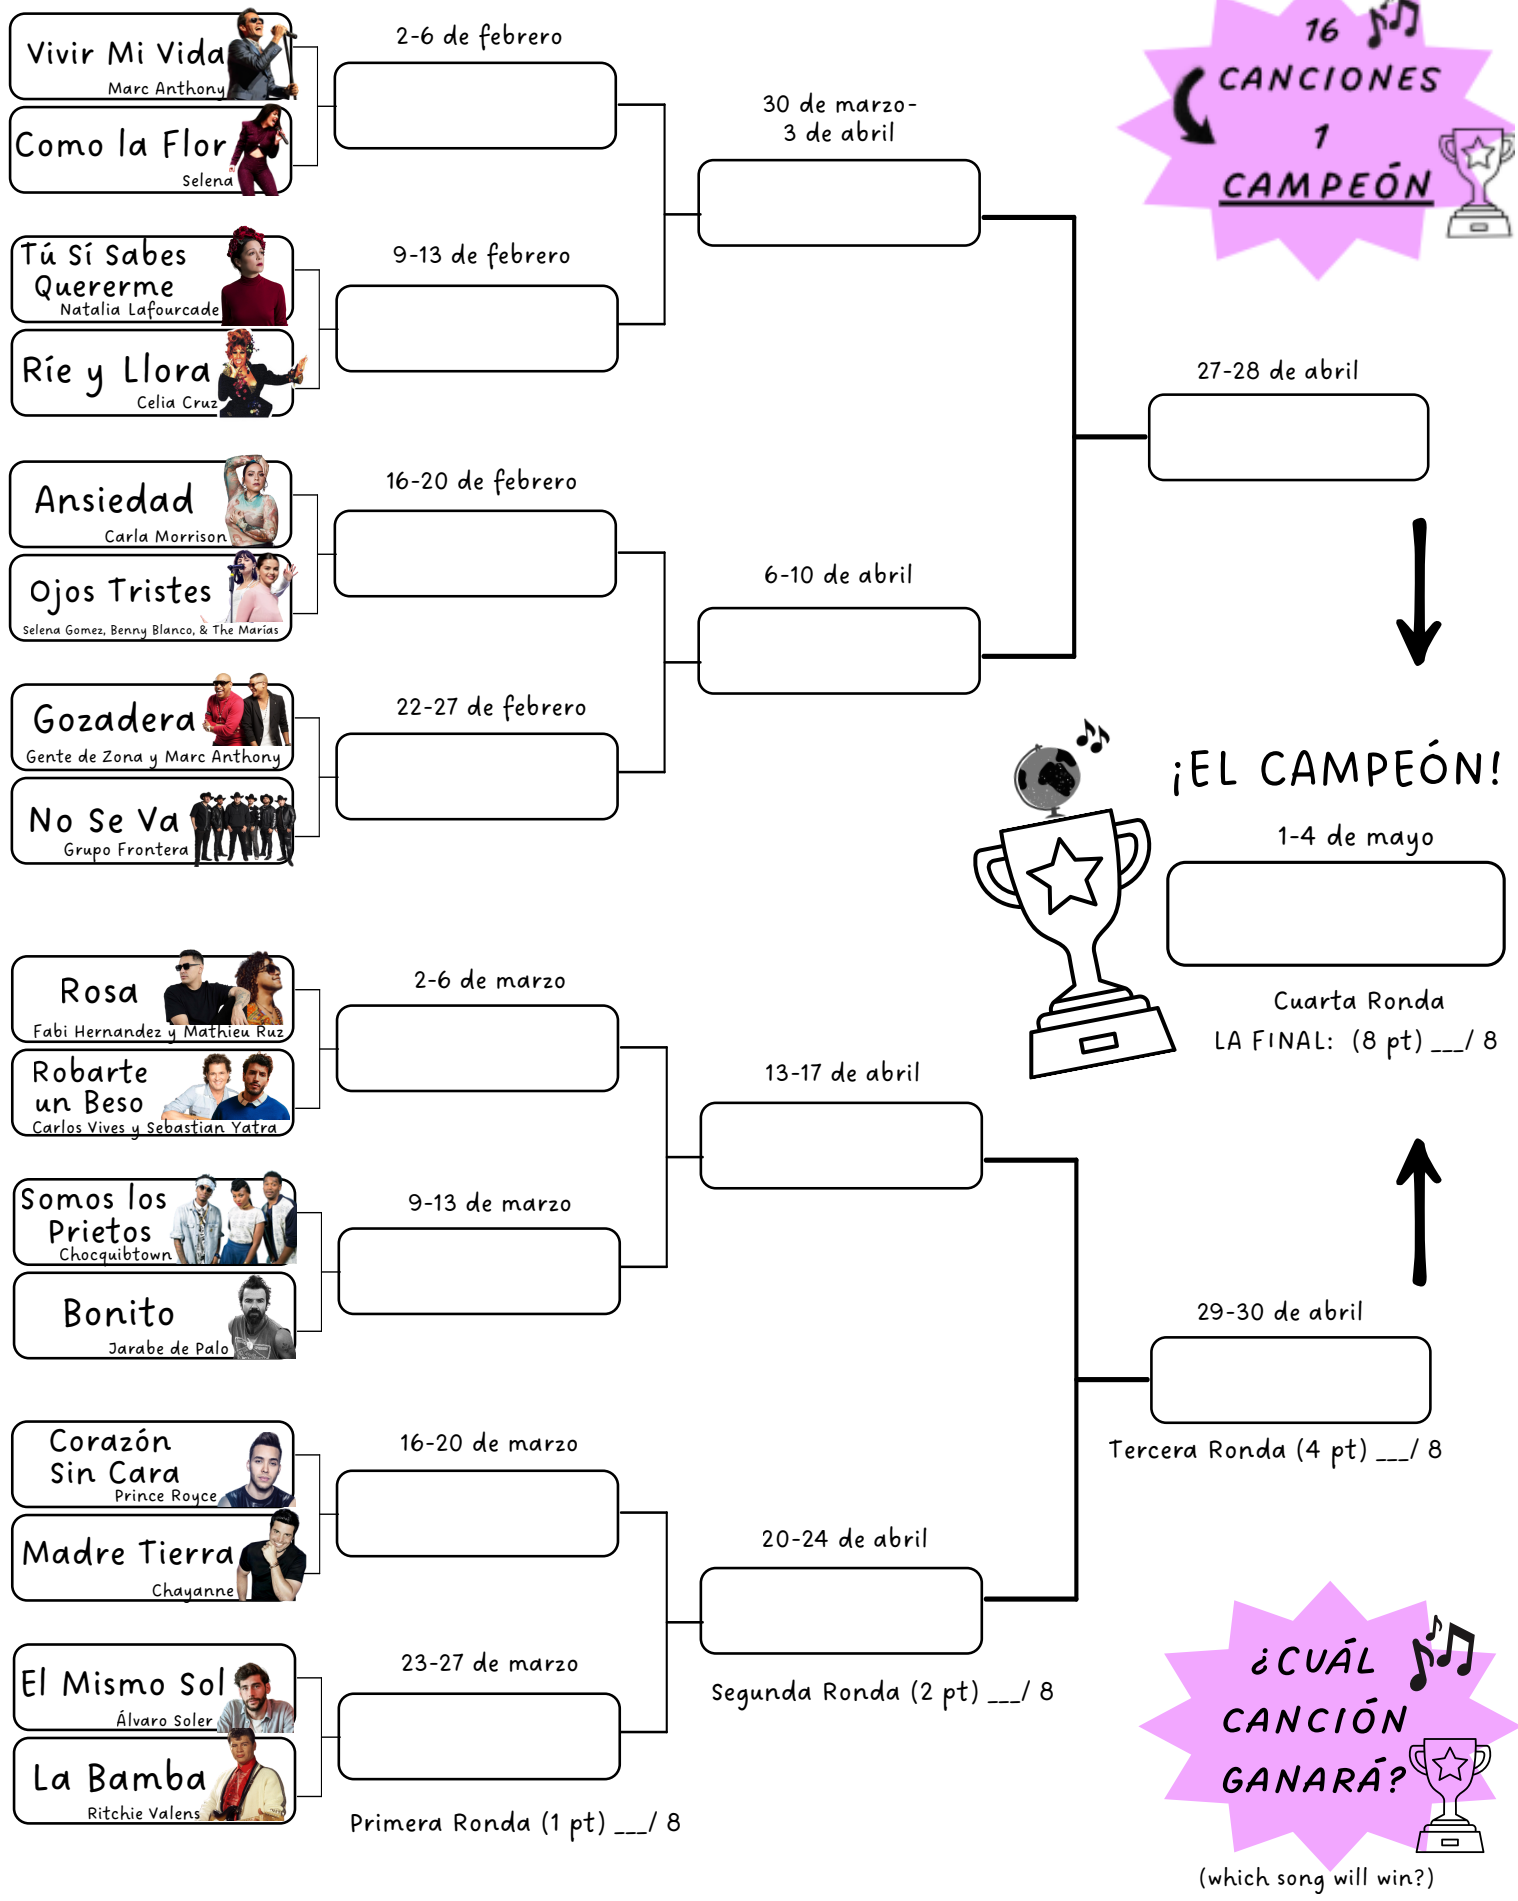 16
CANCIONES
1
CAMPEÓN
Vivir Mi Vida
Marc Anthony
Como la Flor
Selena
2-6 de febrero
Tú Sí Sabes
Quererme
Natalia Lafourcade
Ríe y Llora
Celia Cruz
9-13 de febrero
30 de marzo-
3 de abril
Ansiedad
Carla Morrison
Ojos Tristes
Selena Gomez, Benny Blanco, & The Marías
16-20 de febrero
Gozadera
Gente de Zona y Marc Anthony
No Se Va
Grupo Frontera
22-27 de febrero
6-10 de abril
27-28 de abril
¡EL CAMPEÓN!
1-4 de mayo
Cuarta Ronda
LA FINAL: (8 pt) ___/ 8
Rosa
Fabi Hernandez y Mathieu Ruz
Robarte
un Beso
Carlos Vives y Sebastian Yatra
2-6 de marzo
Somos los
Prietos
Chocquibtown
Bonito
Jarabe de Palo
9-13 de marzo
13-17 de abril
Corazón
Sin Cara
Prince Royce
Madre Tierra
Chayanne
16-20 de marzo
El Mismo Sol
Álvaro Soler
La Bamba
Ritchie Valens
23-27 de marzo
Primera Ronda (1 pt) ___/ 8
20-24 de abril
Segunda Ronda (2 pt) ___/ 8
29-30 de abril
Tercera Ronda (4 pt) ___/ 8
¿CUÁL
CANCIÓN
GANARÁ?
(which song will win?)